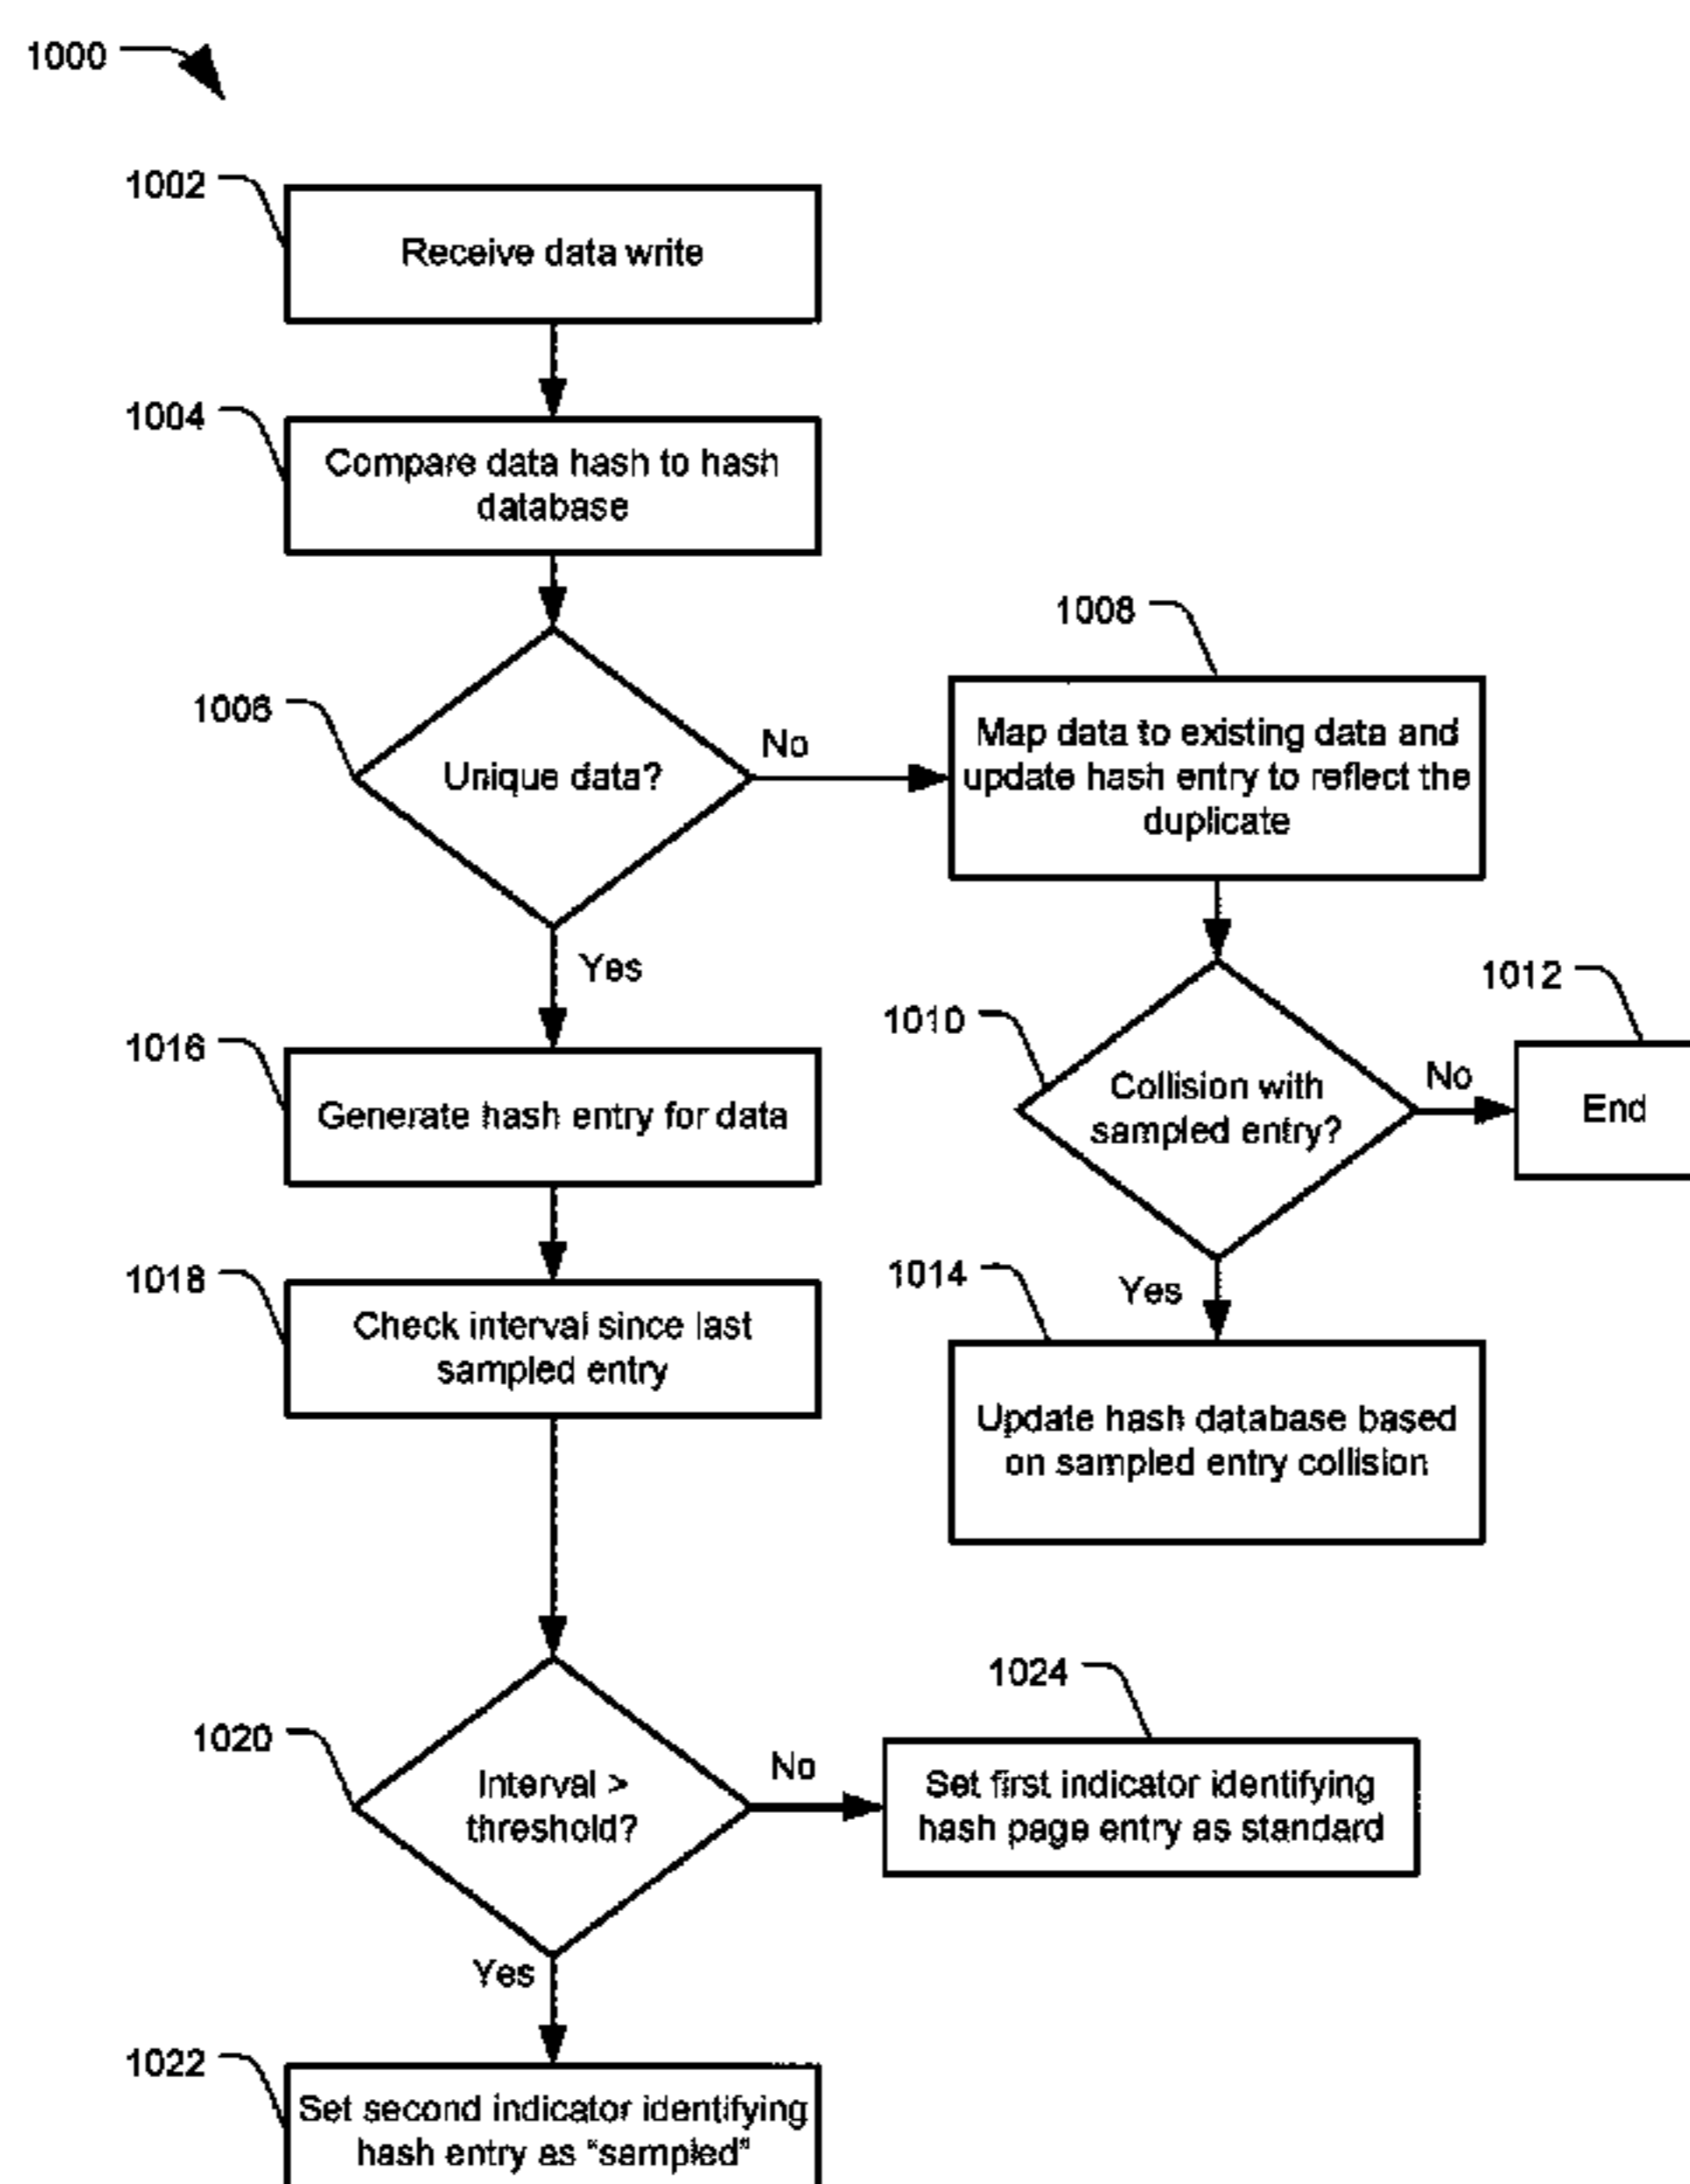 1000
1002
Receive data write
1004
Compare data hash to hash
database
1006
Unique data?
No
Yes
1008
Map data to existing data and
update hash entry to reflect the
duplicate
1010
Collision with
sampled entry?
No
1012
End
Yes
1014
Update hash database based
on sampled entry collision
1016
Generate hash entry for data
1018
Check interval since last
sampled entry
1020
Interval >
threshold?
No
1024
Set first indicator identifying
hash page entry as standard
Yes
1022
Set second indicator identifying
hash entry as "sampled"